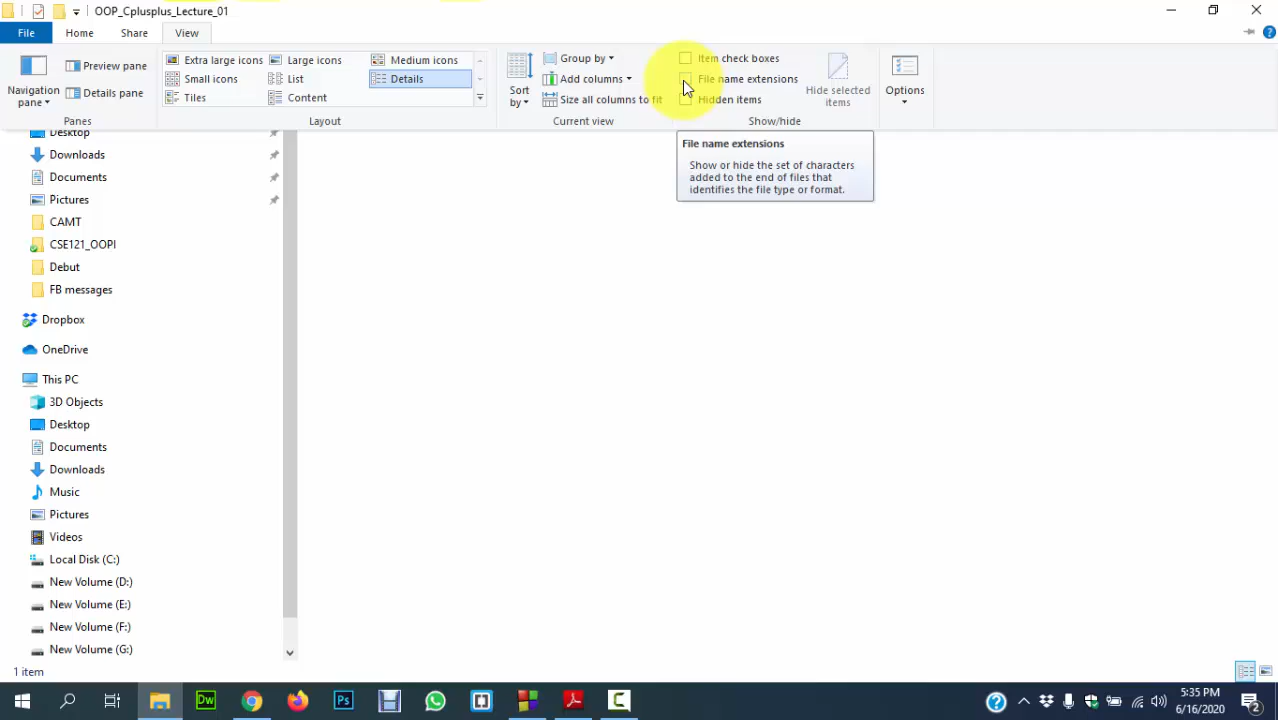 OOP_Cplusplus_Lecture_01
File
Home
Share
View
Navigation pane
Preview pane
Details pane
Panes
Extra large icons
Large icons
Medium icons
Small icons
List
Details
Tiles
Content
Layout
Sort by
Group by
Add columns
Size all columns to fit
Current view
Item check boxes
File name extensions
Hidden items
Hide selected items
Show/hide
Options
File name extensions
Show or hide the set of characters
added to the end of files that
identifies the file type or format.
Desktop
Downloads
Documents
Pictures
CAMT
CSE121_OOPI
Debut
FB messages
Dropbox
OneDrive
This PC
3D Objects
Desktop
Documents
Downloads
Music
Pictures
Videos
Local Disk (C:)
New Volume (D:)
New Volume (E:)
New Volume (F:)
New Volume (G:)
1 item
Dw
Ps
5:35 PM
6/16/2020
2